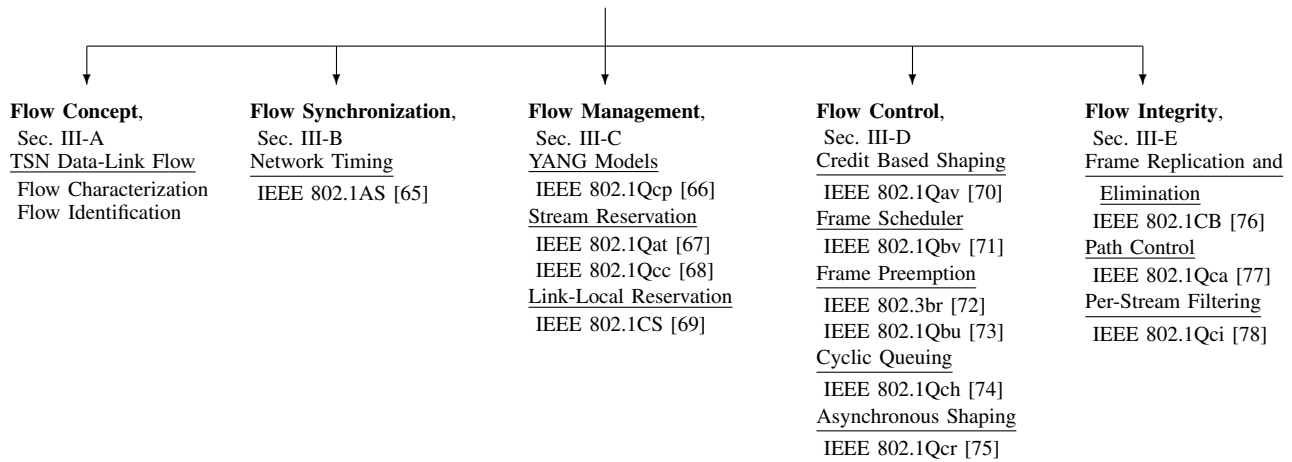 Flow Concept,
Sec. III-A
TSN Data-Link Flow
Flow Characterization
Flow Identification
Flow Synchronization,
Sec. III-B
Network Timing
IEEE 802.1AS [65]
Flow Management,
Sec. III-C
YANG Models
IEEE 802.1Qcp [66]
Stream Reservation
IEEE 802.1Qat [67]
IEEE 802.1Qcc [68]
Link-Local Reservation
IEEE 802.1CS [69]
Flow Control,
Sec. III-D
Credit Based Shaping
IEEE 802.1Qav [70]
Frame Scheduler
IEEE 802.1Qbv [71]
Frame Preemption
IEEE 802.3br [72]
IEEE 802.1Qbu [73]
Cyclic Queuing
IEEE 802.1Qch [74]
Asynchronous Shaping
IEEE 802.1Qcr [75]
Flow Integrity,
Sec. III-E
Frame Replication and
Elimination
IEEE 802.1CB [76]
Path Control
IEEE 802.1Qca [77]
Per-Stream Filtering
IEEE 802.1Qci [78]